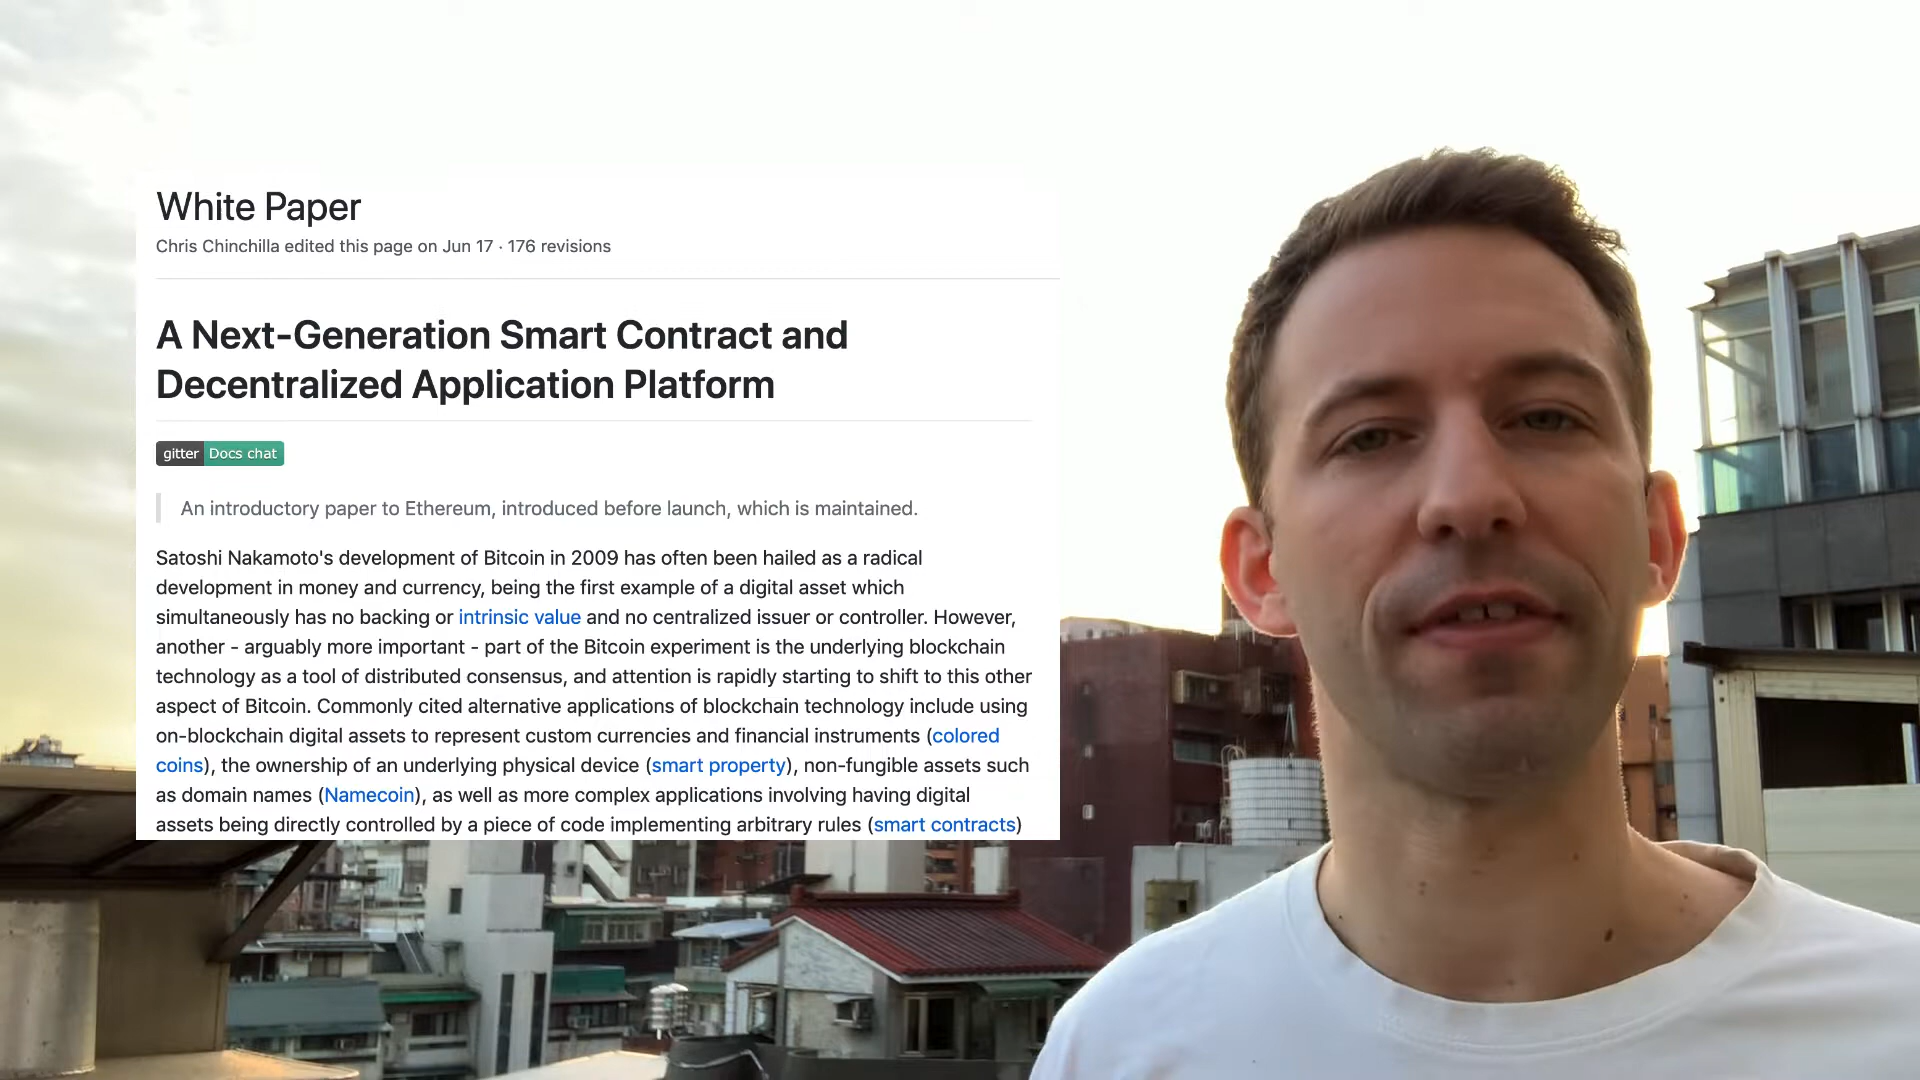 White Paper
Chris Chinchilla edited this page on Jun 17 · 176 revisions
A Next-Generation Smart Contract and
Decentralized Application Platform
gitter Docs chat
An introductory paper to Ethereum, introduced before launch, which is maintained.
Satoshi Nakamoto's development of Bitcoin in 2009 has often been hailed as a radical
development in money and currency, being the first example of a digital asset which
simultaneously has no backing or intrinsic value and no centralized issuer or controller. However,
another - arguably more important - part of the Bitcoin experiment is the underlying blockchain
technology as a tool of distributed consensus, and attention is rapidly starting to shift to this other
aspect of Bitcoin. Commonly cited alternative applications of blockchain technology include using
on-blockchain digital assets to represent custom currencies and financial instruments (colored
coins), the ownership of an underlying physical device (smart property), non-fungible assets such
as domain names (Namecoin), as well as more complex applications involving having digital
assets being directly controlled by a piece of code implementing arbitrary rules (smart contracts)